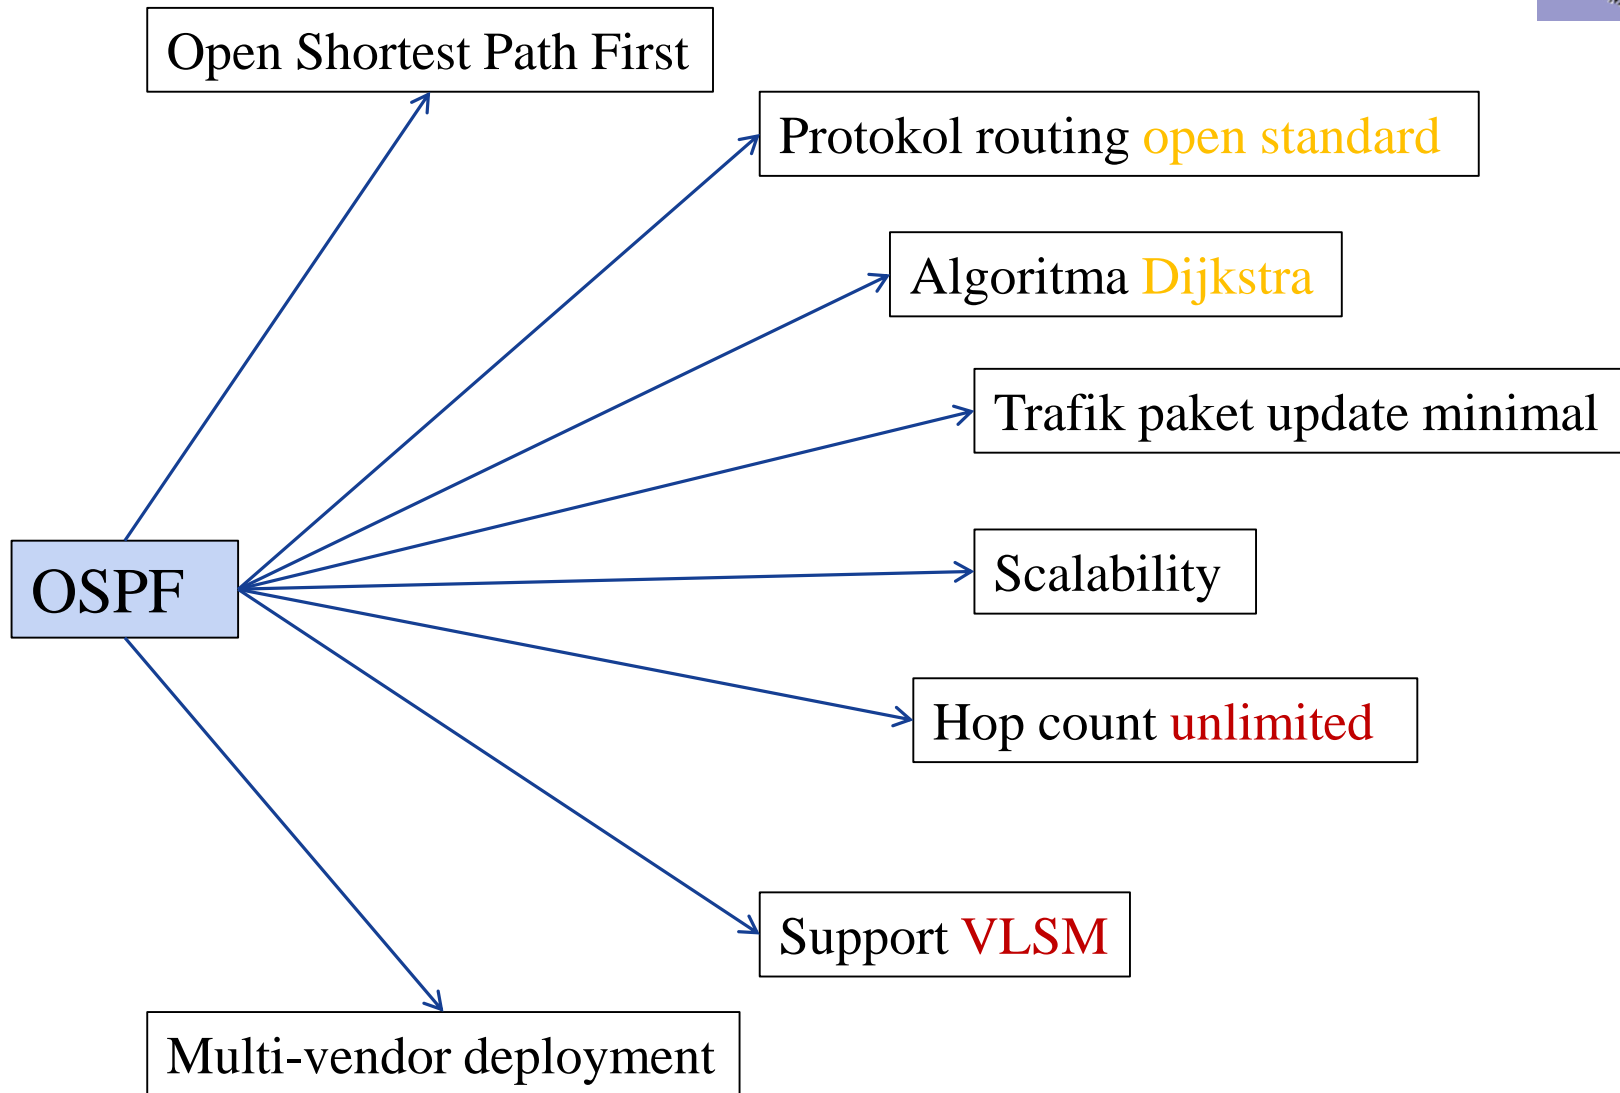 Open Shortest Path First
Protokol routing open standard
Algoritma Dijkstra
Trafik paket update minimal
OSPF
Scalability
Hop count unlimited
Support VLSM
Multi-vendor deployment